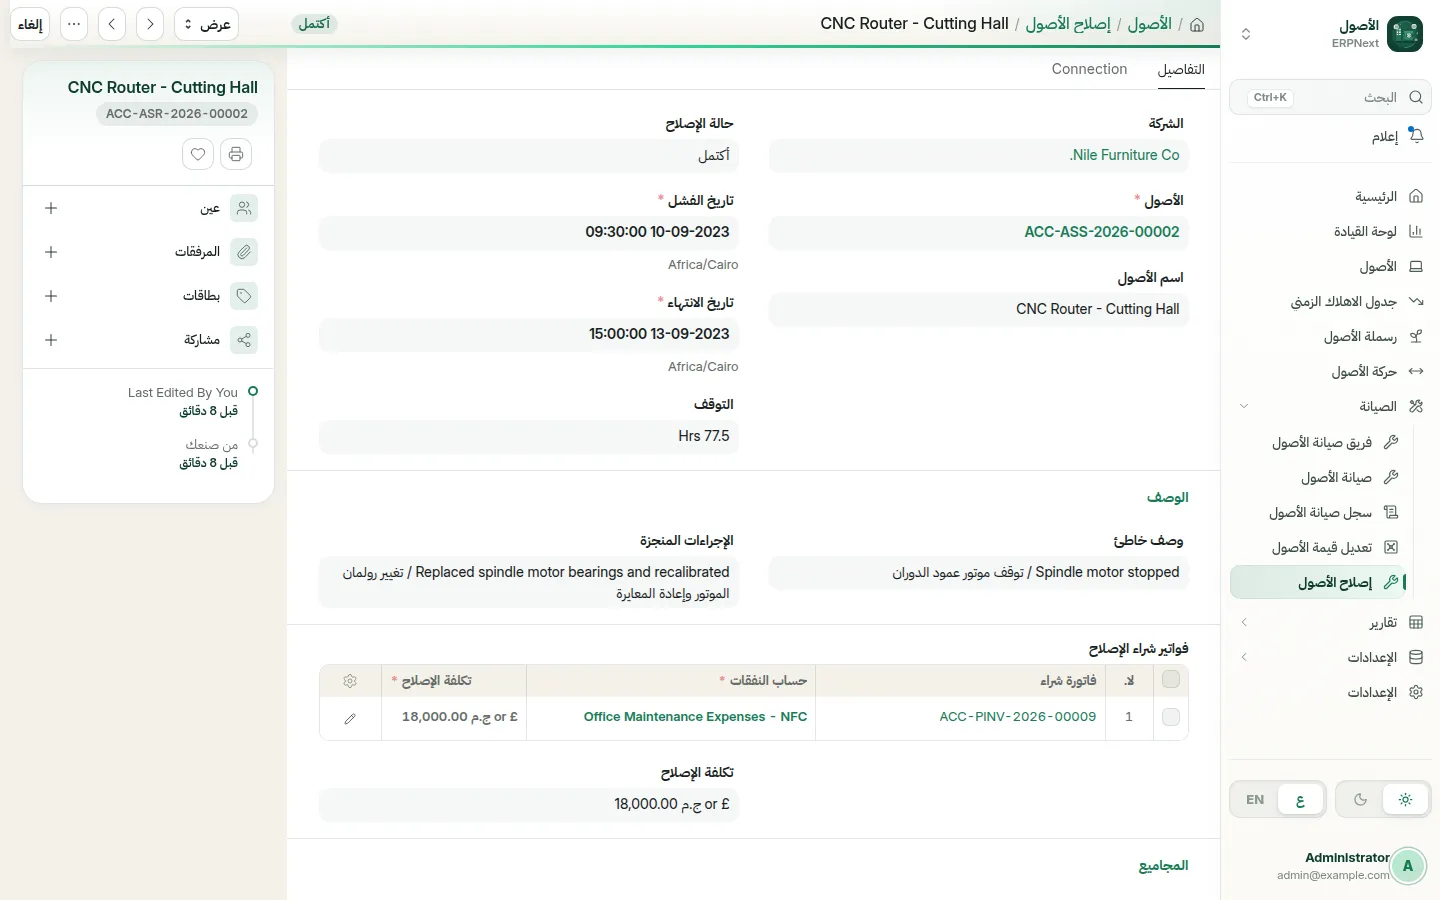 الأصول
ERPNext
البحث
Ctrl+K
إعلام
الرئيسية
لوحة القيادة
الأصول
جدول الاهلاك الزمني
رسملة الأصول
حركة الأصول
الصيانة
فريق صيانة الأصول
صيانة الأصول
سجل صيانة الأصول
تعديل قيمة الأصول
إصلاح الأصول
تقارير
الإعدادات
الإعدادات
ع
EN
Administrator
admin@example.com
A
الأصول / إصلاح الأصول / CNC Router - Cutting Hall
أكتمل
عرض
إلغاء
التفاصيل
Connection
الشركة
Nile Furniture Co.
الأصول *
ACC-ASS-2026-00002
اسم الأصول
CNC Router - Cutting Hall
حالة الإصلاح
أكتمل
تاريخ الفشل *
09:30:00 10-09-2023
Africa/Cairo
تاريخ الانتهاء *
15:00:00 13-09-2023
Africa/Cairo
التوقف
77.5 Hrs
الوصف
وصف خاطئ
Spindle motor stopped / توقف موتور عمود الدوران
الإجراءات المنجزة
Replaced spindle motor bearings and recalibrated / تغيير رولمان
الموتور وإعادة المعايرة
فواتير شراء الإصلاح
لا.
فاتورة شراء
حساب النفقات *
تكلفة الإصلاح *
1
ACC-PINV-2026-00009
Office Maintenance Expenses - NFC
£ or ج.م 18,000.00
تكلفة الإصلاح
£ or ج.م 18,000.00
المجاميع
CNC Router - Cutting Hall
ACC-ASR-2026-00002
عين
المرفقات
بطاقات
مشاركة
Last Edited By You
قبل 8 دقائق
من صنعك
قبل 8 دقائق